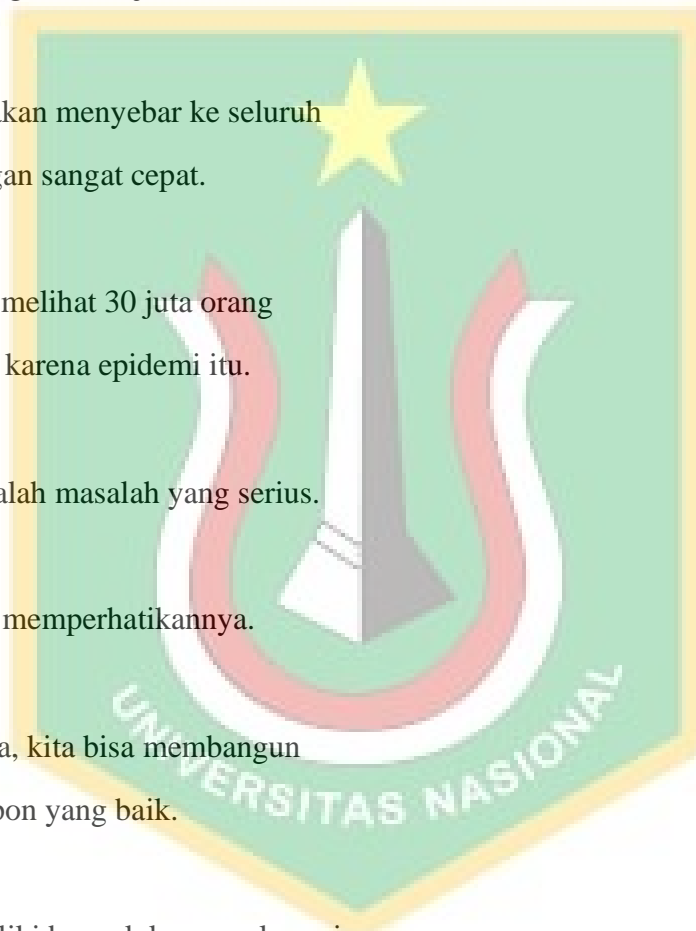 kan menyebar ke seluruh
gan sangat cepat.
melihat 30 juta orang
karena epidemi itu.
alah masalah yang serius.
memperhatikannya.
a, kita bisa membangun
pon yang baik.
UNIVERSITAS NASIONAL